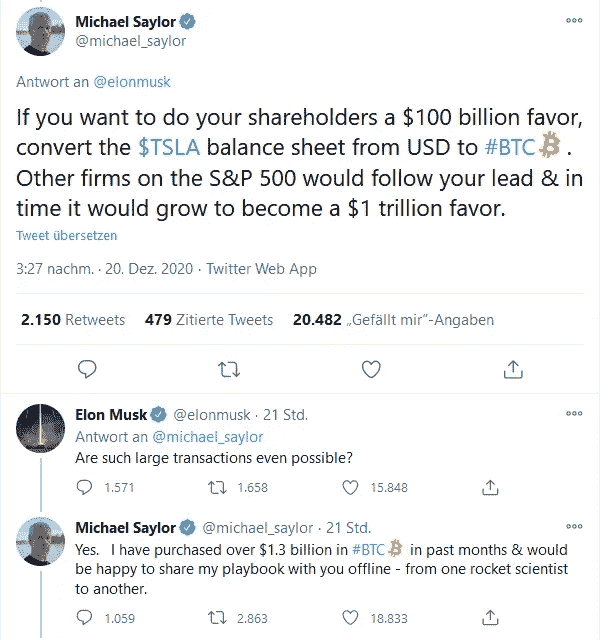 Michael Saylor
@michael_saylor
Antwort an @elonmusk
If you want to do your shareholders a $100 billion favor,
convert the $TSLA balance sheet from USD to #BTC .
Other firms on the S&P 500 would follow your lead & in
time it would grow to become a $1 trillion favor.
Tweet übersetzen
3:27 nachm. · 20. Dez. 2020 · Twitter Web App
2.150 Retweets 479 Zitierte Tweets 20.482 „Gefällt mir“-Angaben
Elon Musk @elonmusk · 21 Std.
Antwort an @michael_saylor
Are such large transactions even possible?
1.571 1.658 15.848
Michael Saylor @michael_saylor · 21 Std.
Yes. I have purchased over $1.3 billion in #BTC in past months & would
be happy to share my playbook with you offline - from one rocket scientist
to another.
1.059 2.863 18.833